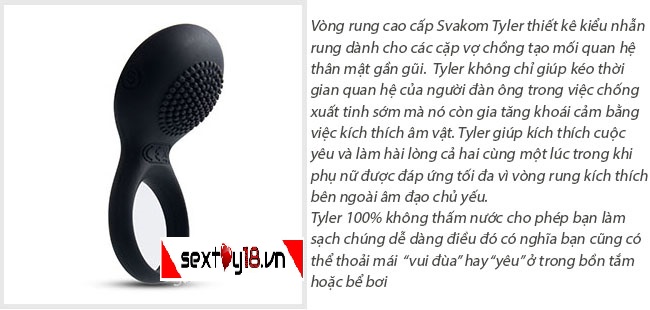 Vòng rung cao cấp Svakom Tyler thiết kê kiểu nhẫn
rung dành cho các cặp vợ chồng tạo mối quan hệ
thân mật gần gũi. Tyler không chỉ giúp kéo thời
gian quan hệ của người đàn ông trong việc chống
xuất tinh sớm mà nó còn gia tăng khoái cảm bằng
việc kích thích âm vật. Tyler giúp kích thích cuộc
yêu và làm hài lòng cả hai cùng một lúc trong khi
phụ nữ được đáp ứng tối đa vì vòng rung kích thích
bên ngoài âm đạo chủ yếu.
Tyler 100% không thấm nước cho phép bạn làm
sạch chúng dễ dàng điều đó có nghĩa bạn cũng có
thể thoải mái “vui đùa” hay “yêu” ở trong bồn tắm
hoặc bể bơi
sextoy18.vn